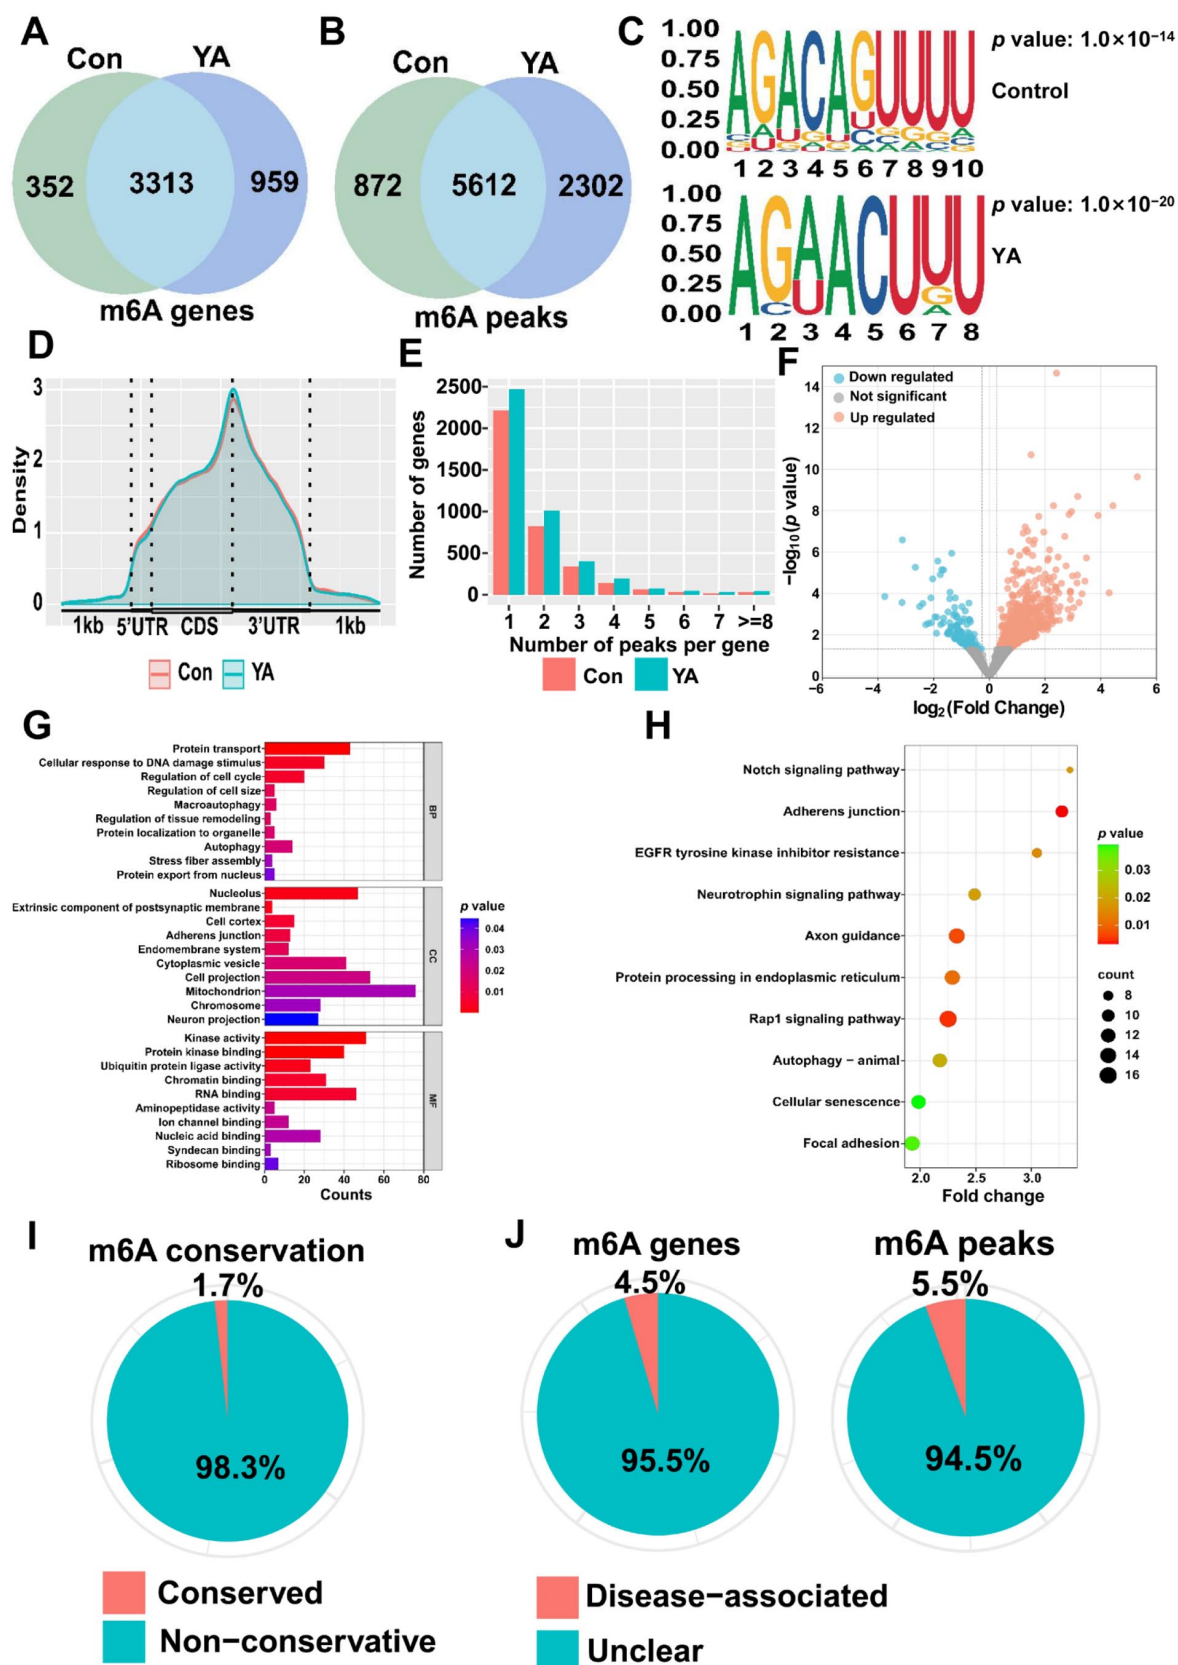 A
Con
YA
352
3313
959
m6A genes
B
Con
YA
872
5612
2302
m6A peaks
C
1.00
0.75
0.50
0.25
0.00
AGACAGUUUU
1 2 3 4 5 6 7 8 9 10
p value: 1.0×10⁻¹⁴
Control
1.00
0.75
0.50
0.25
0.00
AGAACUUU
1 2 3 4 5 6 7 8
p value: 1.0×10⁻²⁰
YA
D
Density
3
2
1
0
1kb 5'UTR CDS 3'UTR 1kb
Con YA
E
Number of genes
2500
2000
1500
1000
500
0
1 2 3 4 5 6 7 >=8
Number of peaks per gene
Con YA
F
Down regulated
Not significant
Up regulated
−log₁₀(p value)
14
12
10
8
6
4
2
0
−6 −4 −2 0 2 4 6
log₂(Fold Change)
G
Protein transport
Cellular response to DNA damage stimulus
Regulation of cell cycle
Regulation of cell size
Macroautophagy
Regulation of tissue remodeling
Protein localization to organelle
Autophagy
Stress fiber assembly
Protein export from nucleus
BP
Nucleolus
Extrinsic component of postsynaptic membrane
Cell cortex
Adherens junction
Endomembrane system
Cytoplasmic vesicle
Cell projection
Mitochondrion
Chromosome
Neuron projection
CC
Kinase activity
Protein kinase binding
Ubiquitin protein ligase activity
Chromatin binding
RNA binding
Aminopeptidase activity
Ion channel binding
Nucleic acid binding
Syndecan binding
Ribosome binding
MF
0 20 40 60 80
Counts
p value
0.04
0.03
0.02
0.01
H
Notch signaling pathway
Adherens junction
EGFR tyrosine kinase inhibitor resistance
Neurotrophin signaling pathway
Axon guidance
Protein processing in endoplasmic reticulum
Rap1 signaling pathway
Autophagy − animal
Cellular senescence
Focal adhesion
2.0 2.5 3.0
Fold change
p value
0.03
0.02
0.01
count
8
10
12
14
16
I
m6A conservation
1.7%
98.3%
Conserved
Non−conservative
J
m6A genes
4.5%
95.5%
m6A peaks
5.5%
94.5%
Disease−associated
Unclear